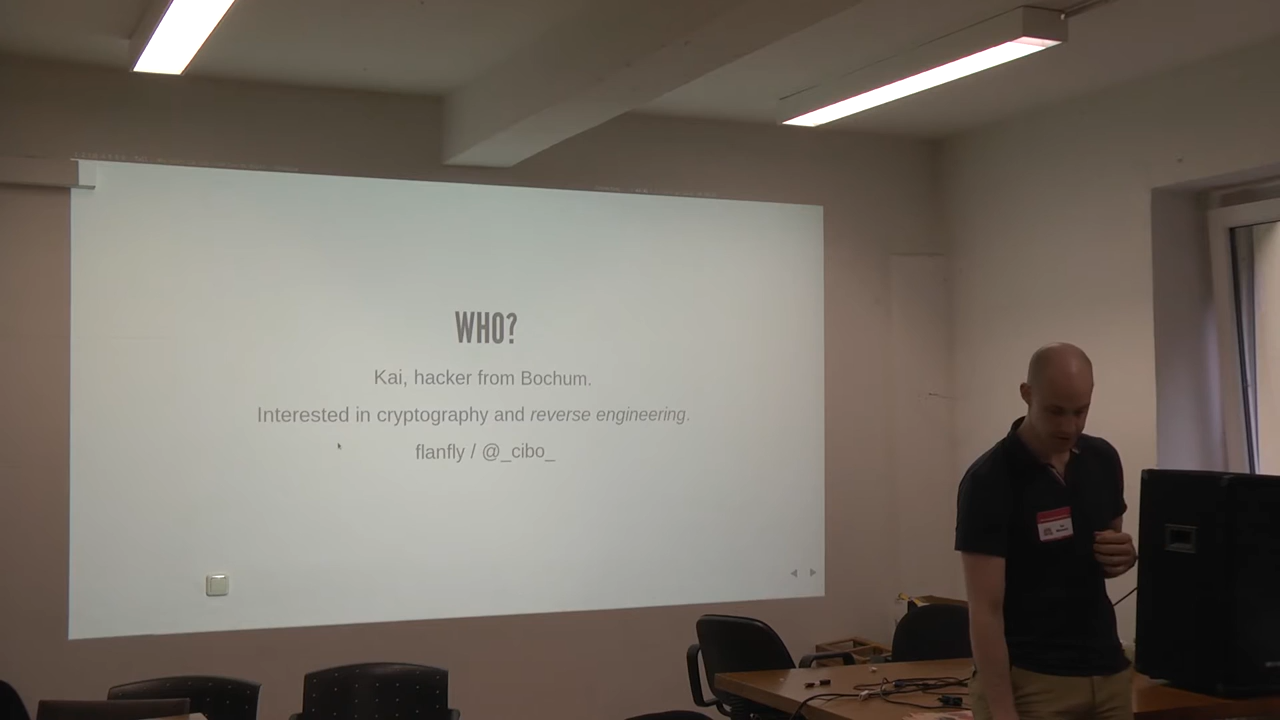 WHO?
Kai, hacker from Bochum.
Interested in cryptography and reverse engineering.
flanfly / @_cibo_